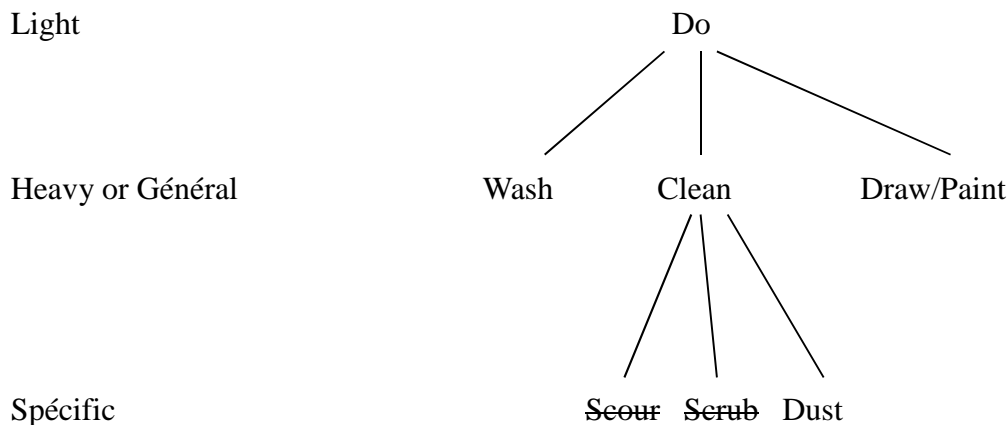 Light Do
Heavy or Général Wash Clean Draw/Paint
Spécific Scour Scrub Dust